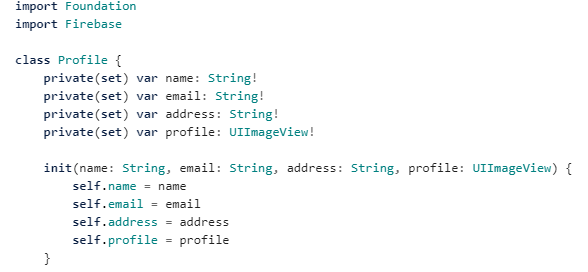 import Foundation
import Firebase
class Profile {
private(set) var name: String!
private(set) var email: String!
private(set) var address: String!
private(set) var profile: UIImageView!
init(name: String, email: String, address: String, profile: UIImageView) {
self.name = name
self.email = email
self.address = address
self.profile = profile
}